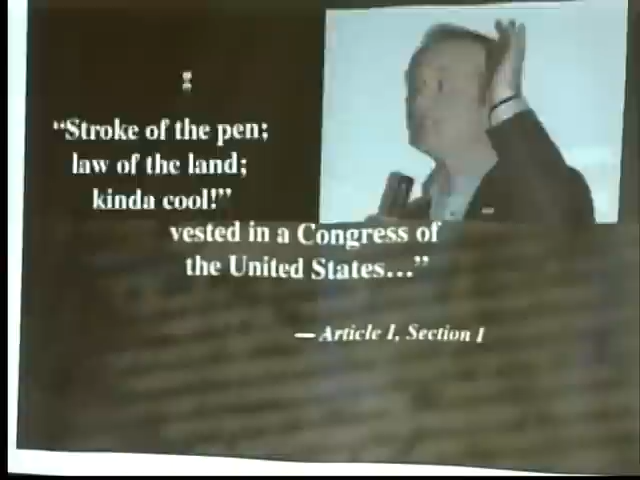 “Stroke of the pen;
law of the land;
kinda cool!”
vested in a Congress of
the United States...”
— Article I, Section 1